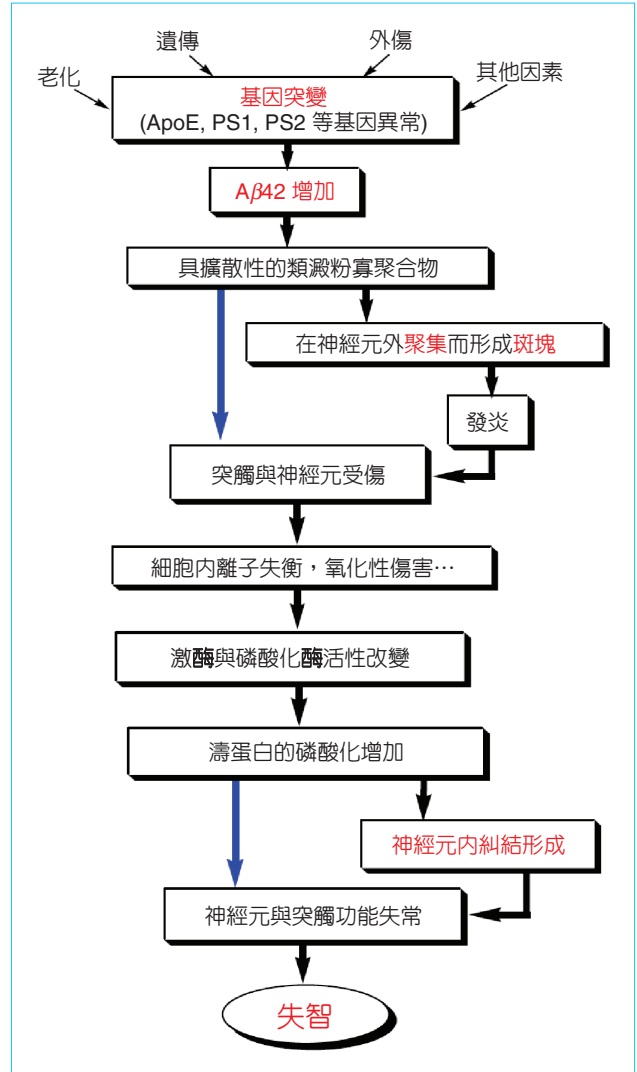 遺傳
外傷
老化
其他因素
基因突變
(ApoE, PS1, PS2 等基因異常)
Aβ42 增加
具擴散性的類澱粉寡聚合物
在神經元外聚集而形成斑塊
發炎
突觸與神經元受傷
細胞內離子失衡，氧化性傷害…
激酶與磷酸化酶活性改變
濤蛋白的磷酸化增加
神經元內糾結形成
神經元與突觸功能失常
失智